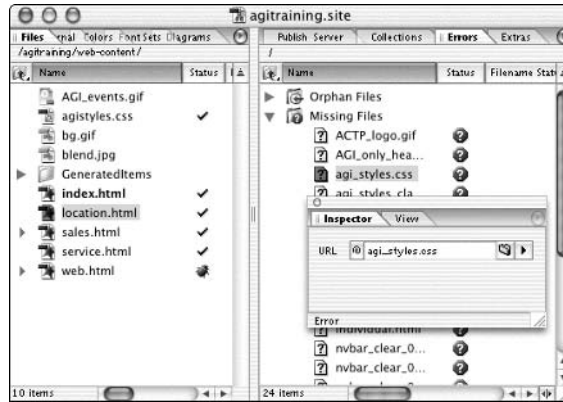 agitraining.site
Files rnal Colors Font Sets Diagrams
/agitraining/web-content/
Name Status
AGI_events.gif
agistyles.css
bg.gif
blend.jpg
GeneratedItems
index.html
location.html
sales.html
service.html
web.html
10 items
Publish Server Collections Errors Extras
/
Name Status Filename Stat
Orphan Files
Missing Files
ACTP_logo.gif
AGI_only_hea...
agi_styles.css
agi_styles_cla
Inspector View
URL agi_styles.css
Error
individual.html
nvbar_clear_0...
nvbar_clear_0...
24 items